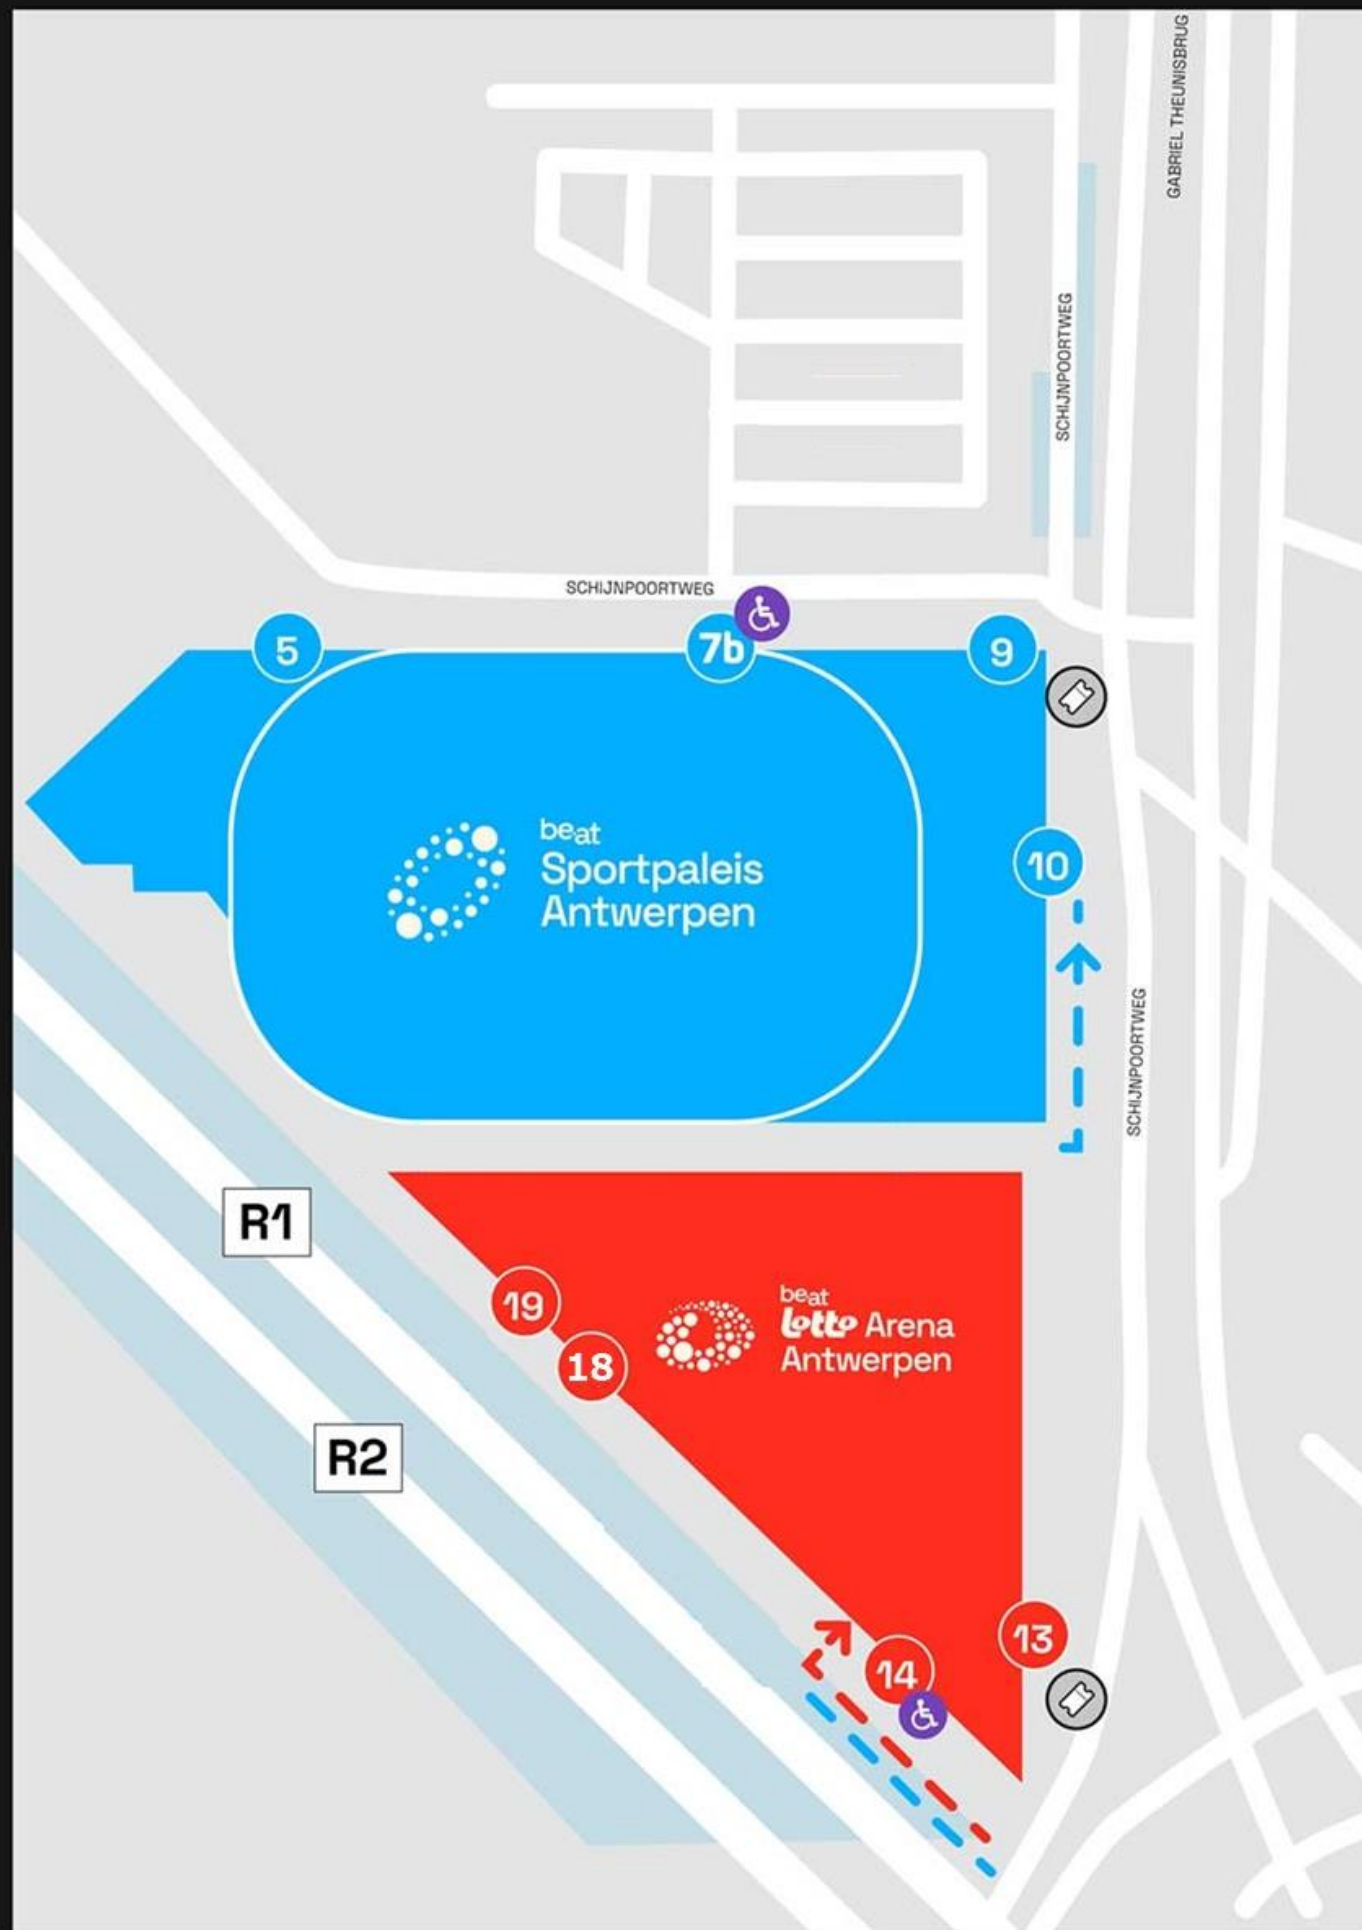 GABRIEL THEUNISBRUG
SCHIJNPOORTWEG
SCHIJNPOORTWEG
5
7b
9
beat
Sportpaleis
Antwerpen
10
SCHIJNPOORTWEG
R1
19
18
beat
Lotto Arena
Antwerpen
R2
13
14